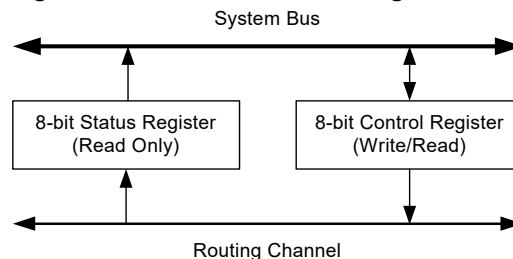 System Bus
8-bit Status Register
(Read Only)
8-bit Control Register
(Write/Read)
Routing Channel